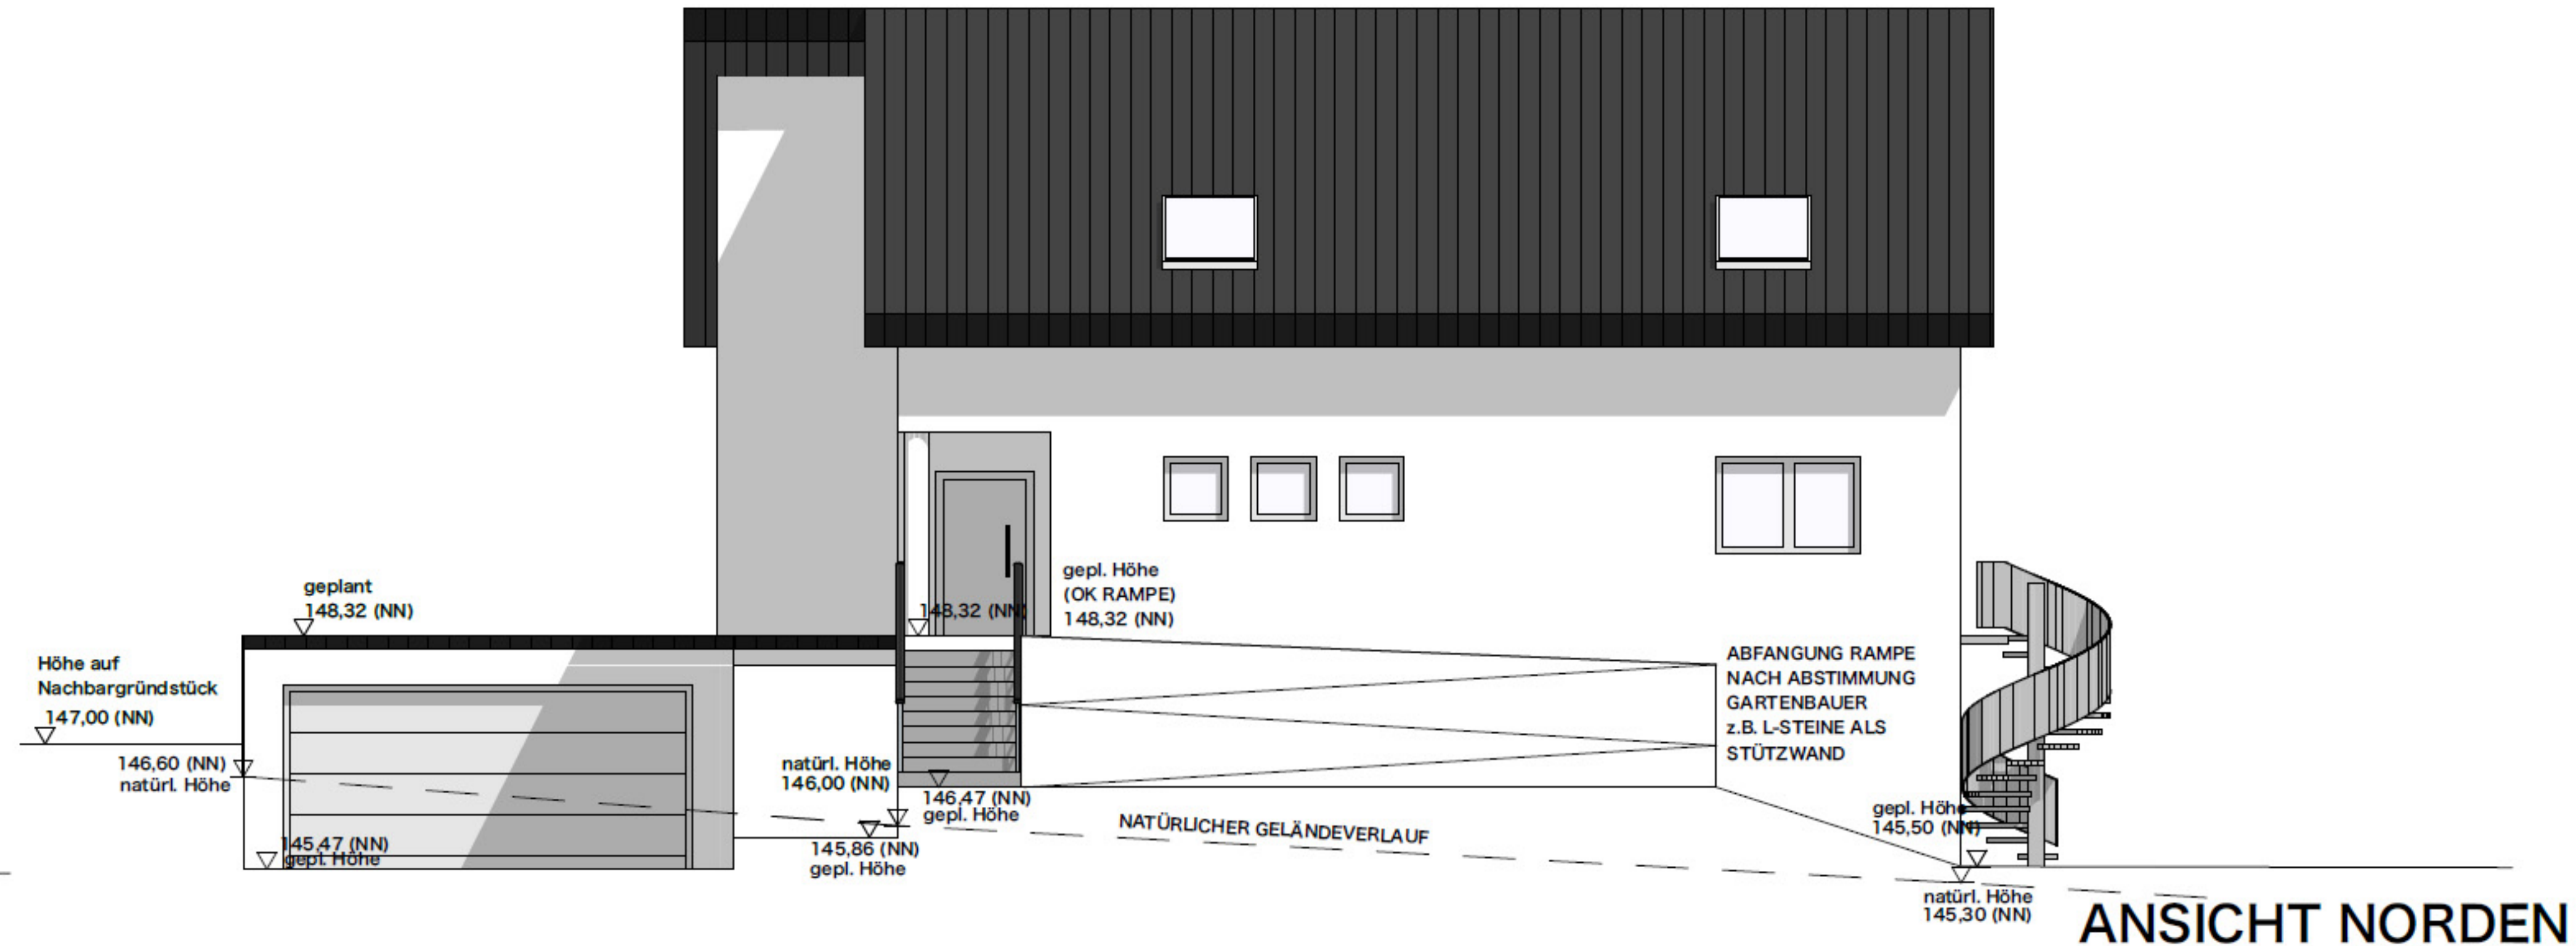 geplant
148,32 (NN)
Höhe auf
Nachbargründstück
147,00 (NN)
146,60 (NN)
natürl. Höhe
145,47 (NN)
gepl. Höhe
natürl. Höhe
146,00 (NN)
145,86 (NN)
gepl. Höhe
148,32 (NN)
146,47 (NN)
gepl. Höhe
gepl. Höhe
(OK RAMPE)
148,32 (NN)
NATÜRLICHER GELÄNDEVERLAUF
ABFANGUNG RAMPE
NACH ABSTIMMUNG
GARTENBAUER
z.B. L-STEINE ALS
STÜTZWAND
gepl. Höhe
145,50 (NN)
natürl. Höhe
145,30 (NN)
ANSICHT NORDEN